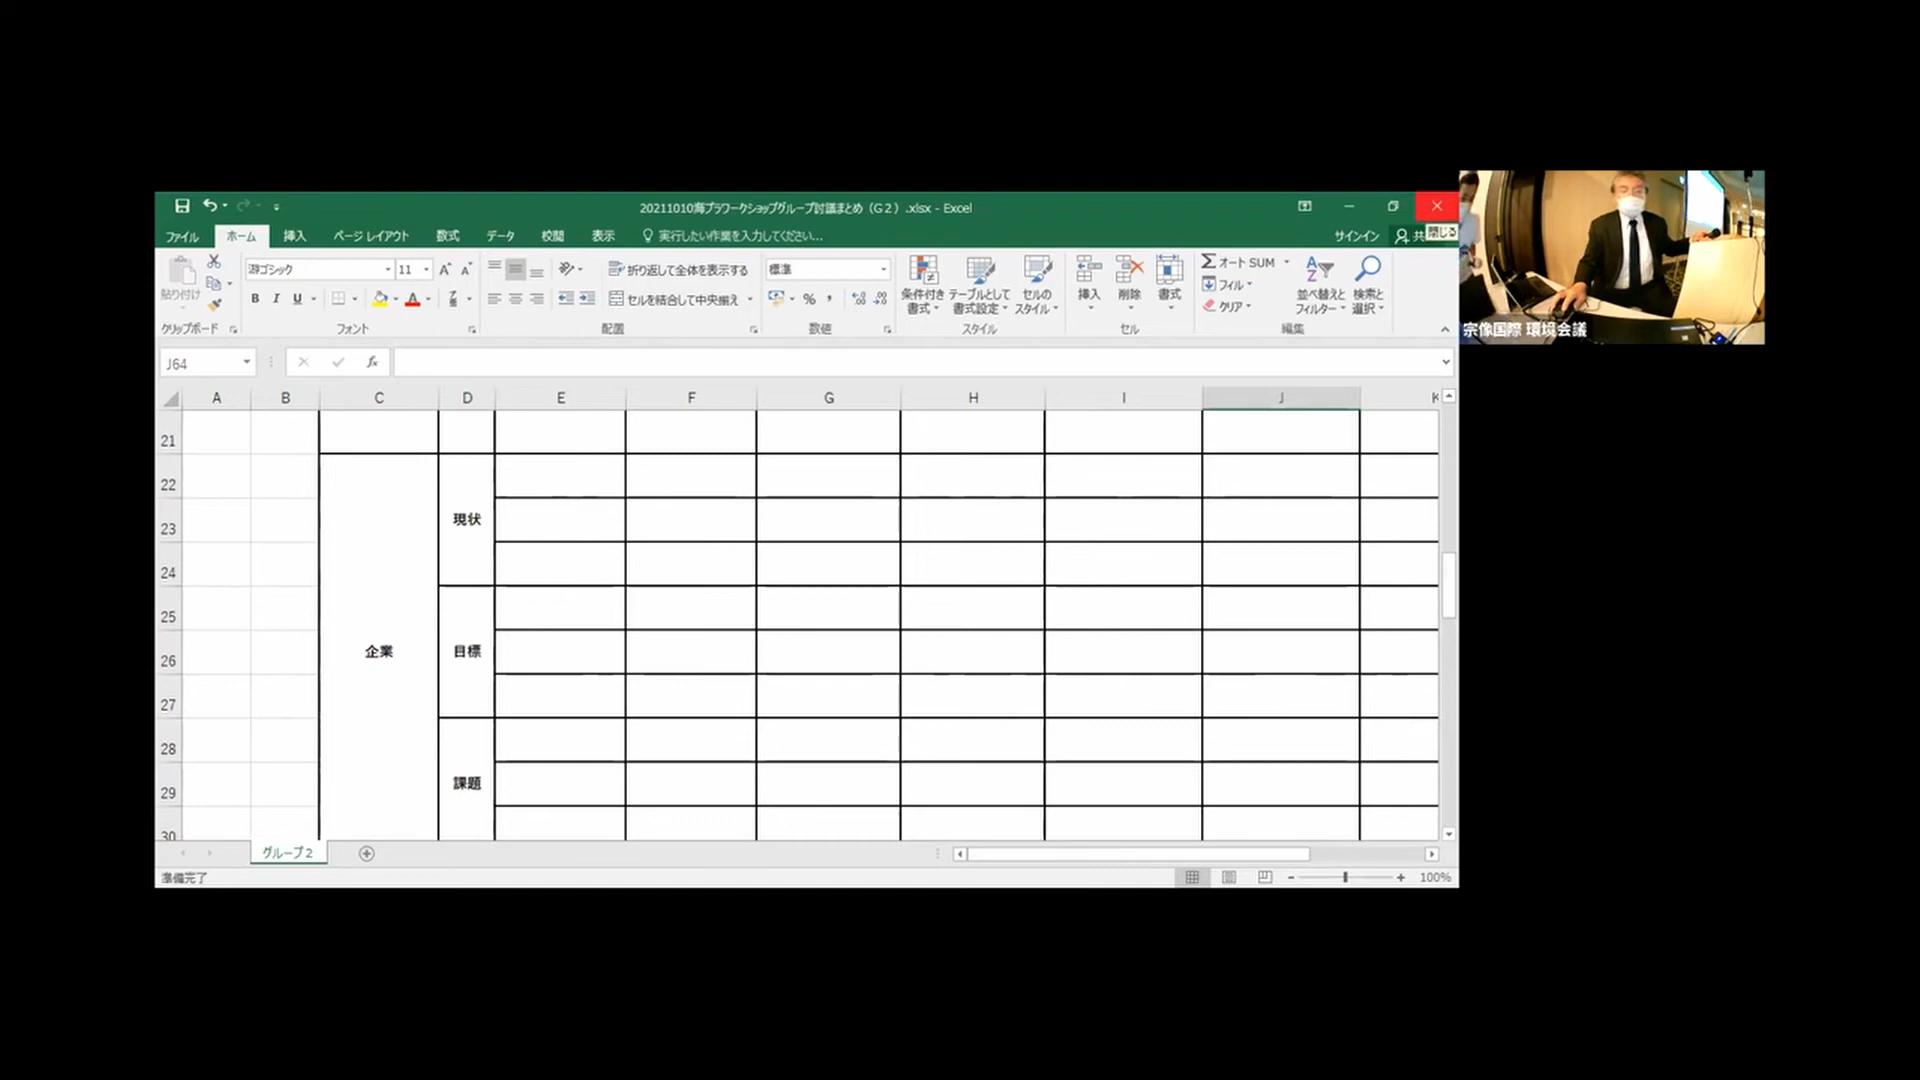 20211010海プラワークショップグループ討議まとめ（G２）.xlsx - Excel
ファイル ホーム 挿入 ページ レイアウト 数式 データ 校閲 表示 実行したい作業を入力してください... サインイン 共
閉じる
貼り付け
游ゴシック 11
B I U
折り返して全体を表示する
セルを結合して中央揃え
標準
%
条件付き書式
テーブルとして書式設定
セルのスタイル
挿入
削除
書式
Σ オート SUM
フィル
クリア
並べ替えとフィルター
検索と選択
クリップボード フォント 配置 数値 スタイル セル 編集
宗像国際 環境会議
J64 fx
A B C D E F G H I J K
21
22
23 現状
24
25
26 企業 目標
27
28
29 課題
30
グループ２
準備完了 100%